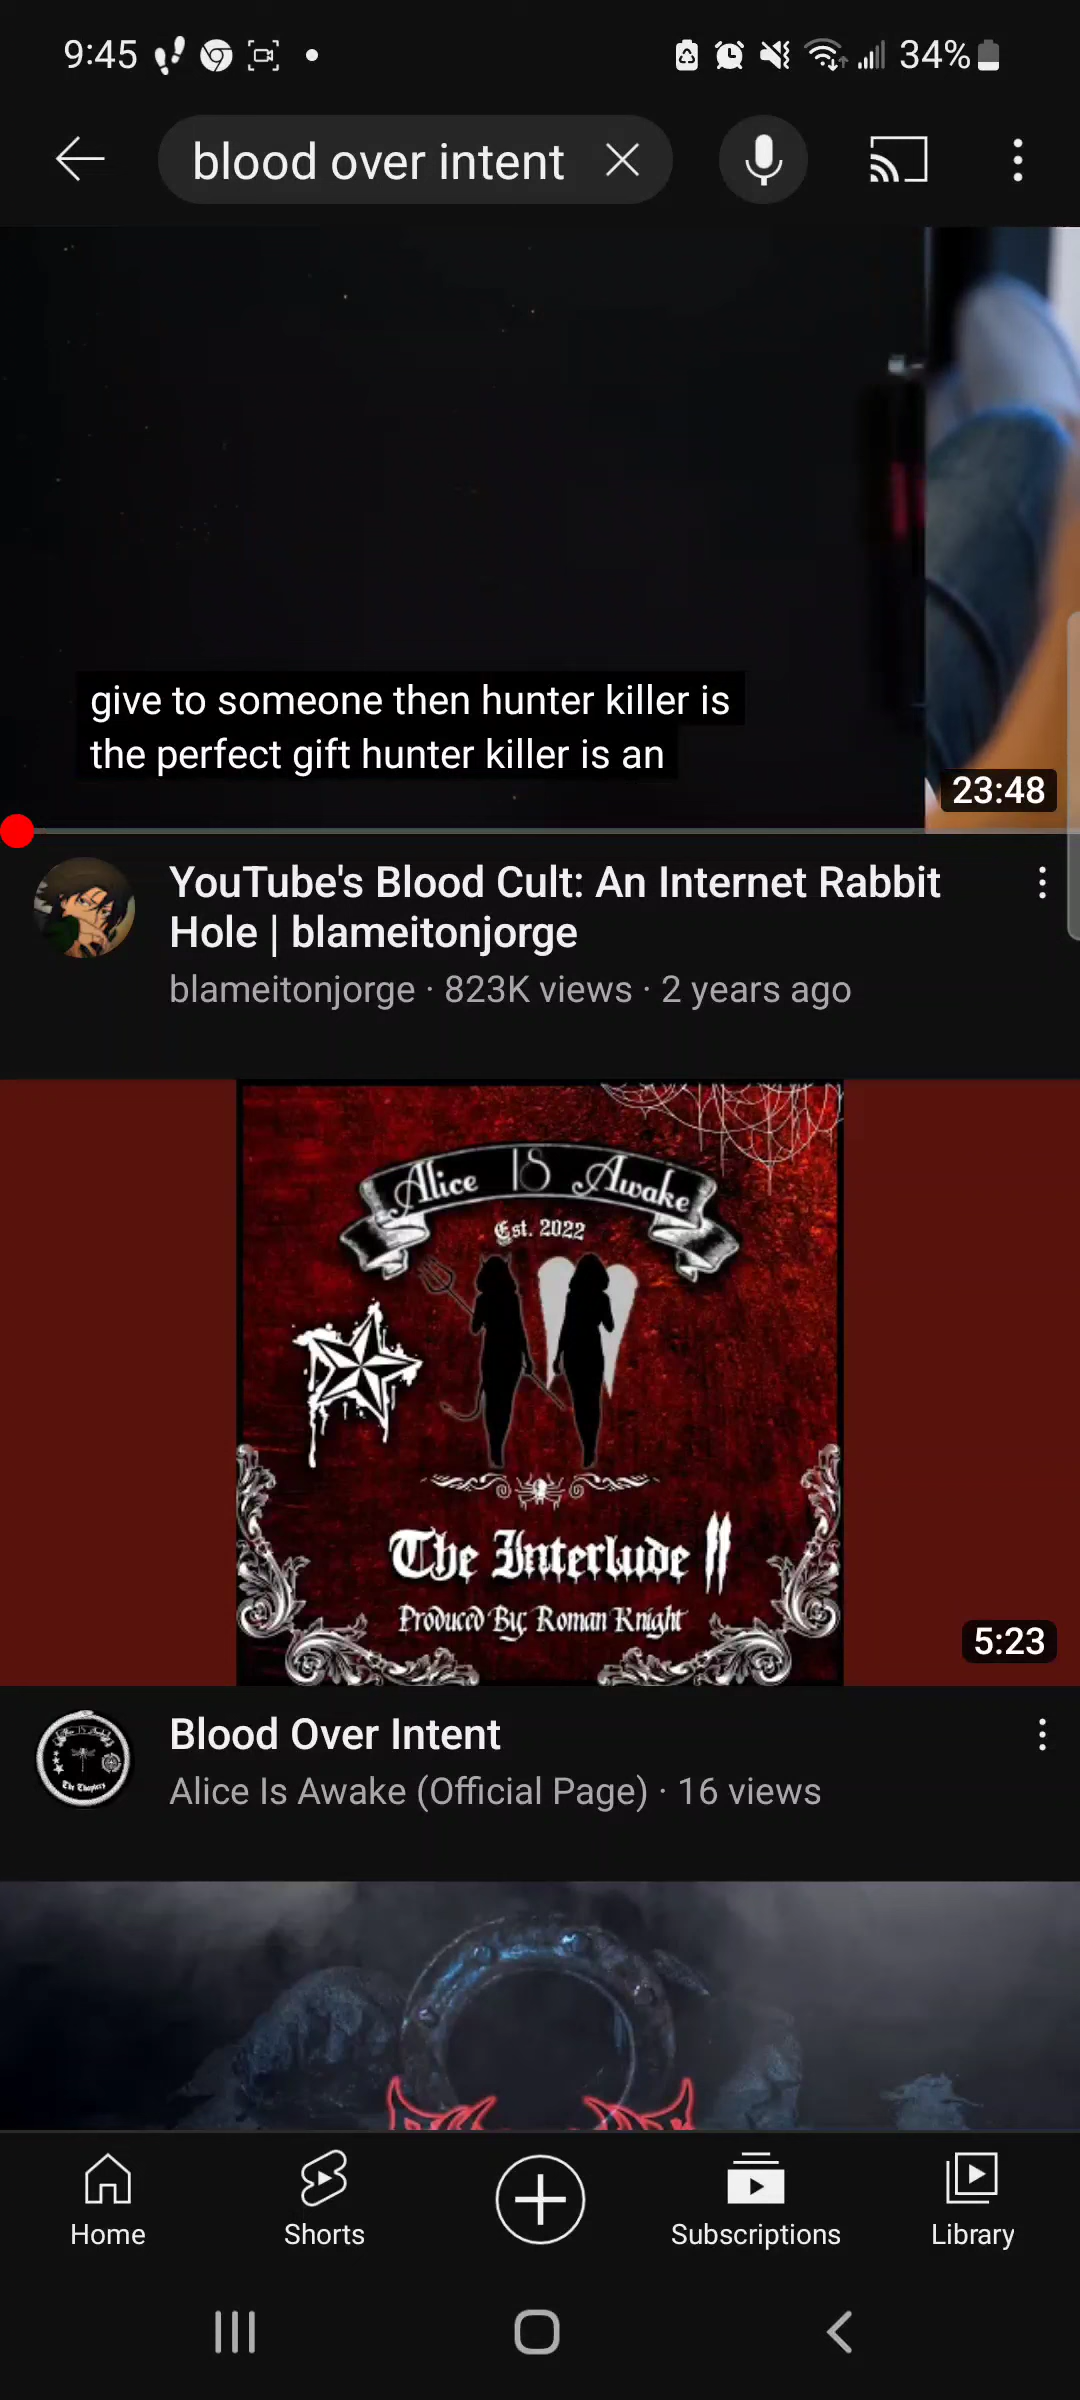 9:45
34%
blood over intent
give to someone then hunter killer is
the perfect gift hunter killer is an
23:48
YouTube's Blood Cult: An Internet Rabbit
Hole | blameitonjorge
blameitonjorge · 823K views · 2 years ago
Alice IS Awake
Est. 2022
The Interlude II
Produced By: Roman Knight
5:23
Blood Over Intent
Alice Is Awake (Official Page) · 16 views
Home
Shorts
Subscriptions
Library